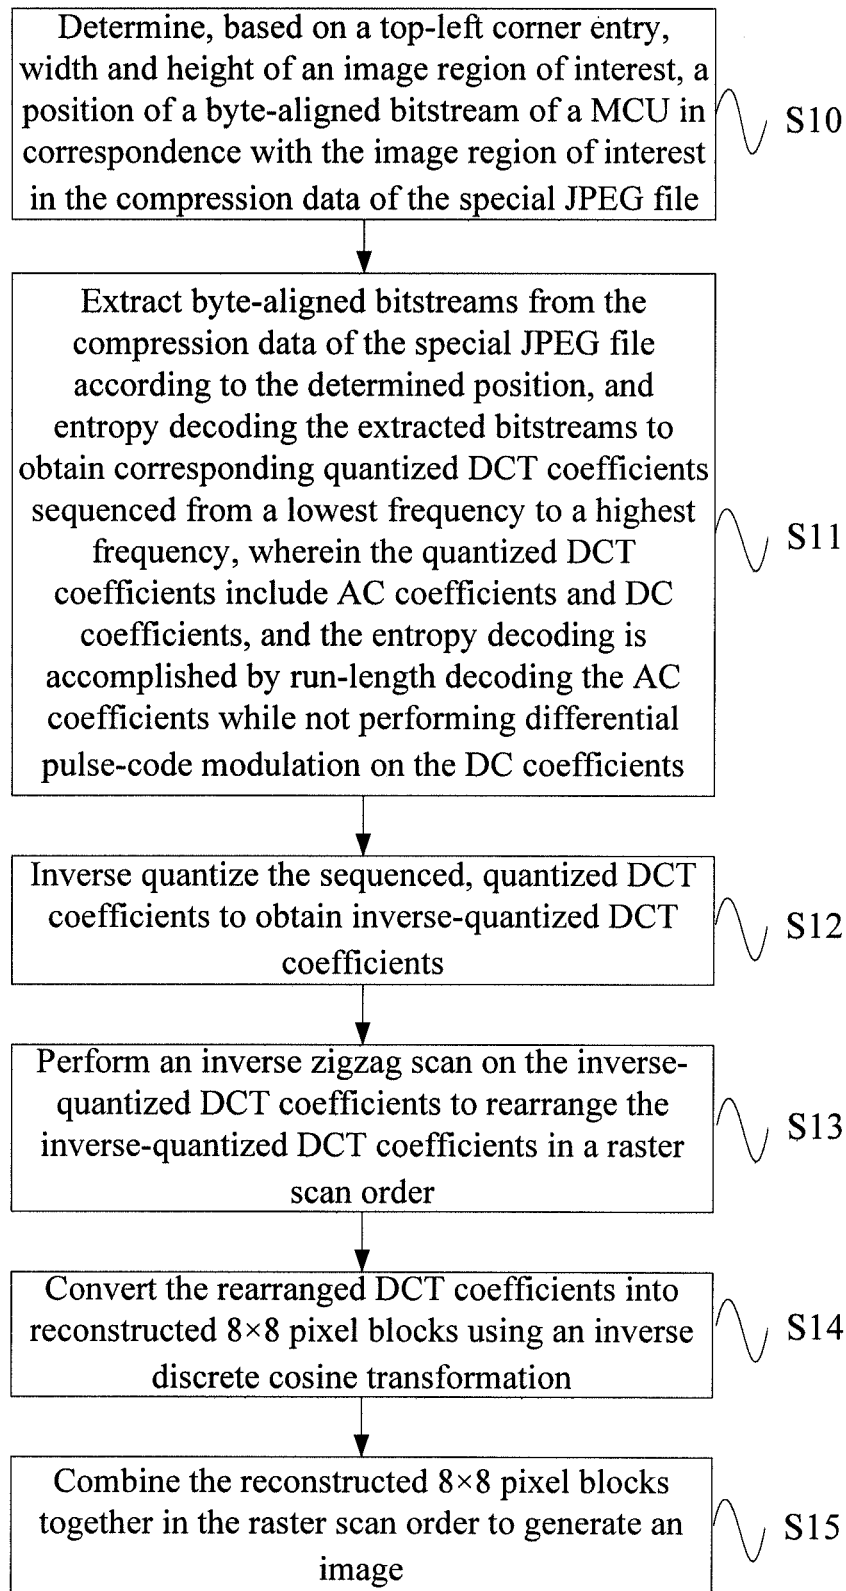 Determine, based on a top-left corner entry,
width and height of an image region of interest, a
position of a byte-aligned bitstream of a MCU in
correspondence with the image region of interest
in the compression data of the special JPEG file
S10
Extract byte-aligned bitstreams from the
compression data of the special JPEG file
according to the determined position, and
entropy decoding the extracted bitstreams to
obtain corresponding quantized DCT coefficients
sequenced from a lowest frequency to a highest
frequency, wherein the quantized DCT
coefficients include AC coefficients and DC
coefficients, and the entropy decoding is
accomplished by run-length decoding the AC
coefficients while not performing differential
pulse-code modulation on the DC coefficients
S11
Inverse quantize the sequenced, quantized DCT
coefficients to obtain inverse-quantized DCT
coefficients
S12
Perform an inverse zigzag scan on the inverse-
quantized DCT coefficients to rearrange the
inverse-quantized DCT coefficients in a raster
scan order
S13
Convert the rearranged DCT coefficients into
reconstructed 8×8 pixel blocks using an inverse
discrete cosine transformation
S14
Combine the reconstructed 8×8 pixel blocks
together in the raster scan order to generate an
image
S15